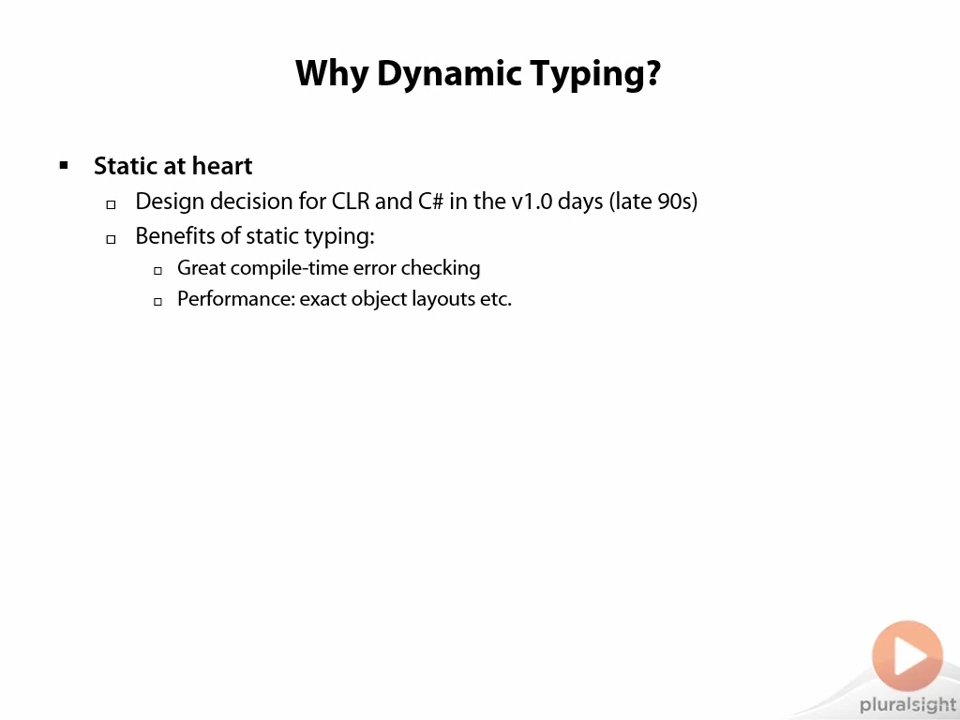 Why Dynamic Typing?
▪ Static at heart
▫ Design decision for CLR and C# in the v1.0 days (late 90s)
▫ Benefits of static typing:
▫ Great compile-time error checking
▫ Performance: exact object layouts etc.
pluralsight